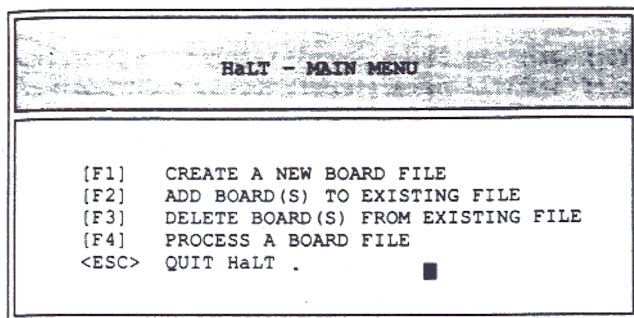 HaLT - MAIN MENU
[F1] CREATE A NEW BOARD FILE
[F2] ADD BOARD(S) TO EXISTING FILE
[F3] DELETE BOARD(S) FROM EXISTING FILE
[F4] PROCESS A BOARD FILE
<ESC> QUIT HaLT .